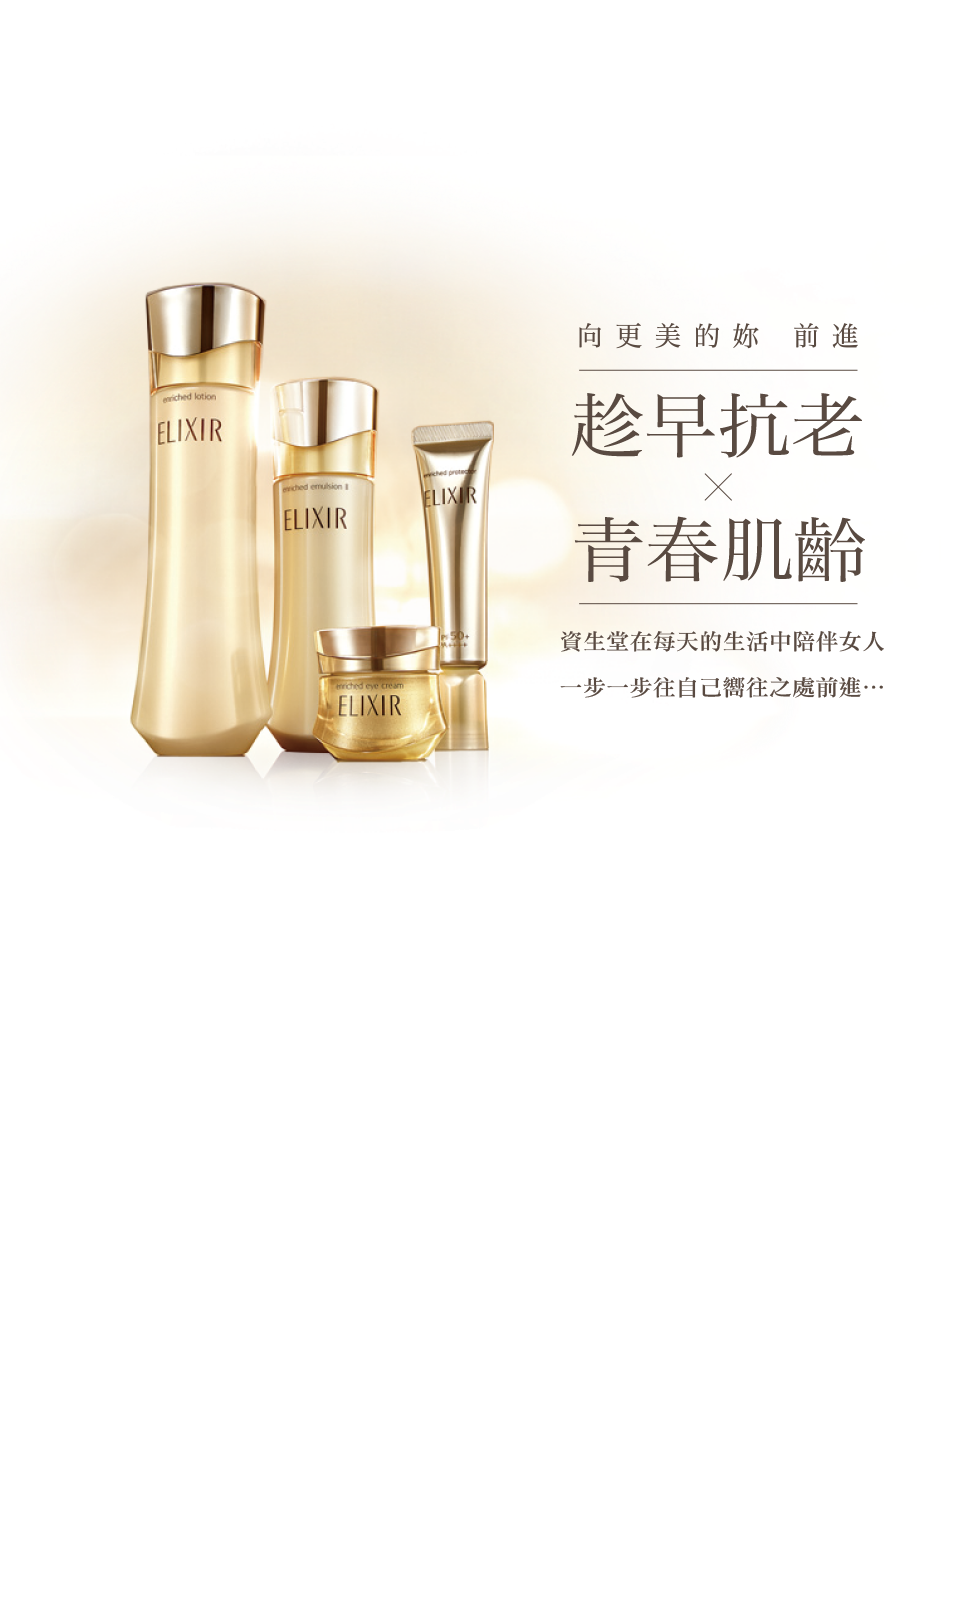 enriched lotion
ELIXIR
enriched emulsion II
ELIXIR
enriched protector
ELIXIR
50+
enriched eye cream
ELIXIR
向更美的妳 前進
趁早抗老
×
青春肌齡
資生堂在每天的生活中陪伴女人
一步一步往自己嚮往之處前進…